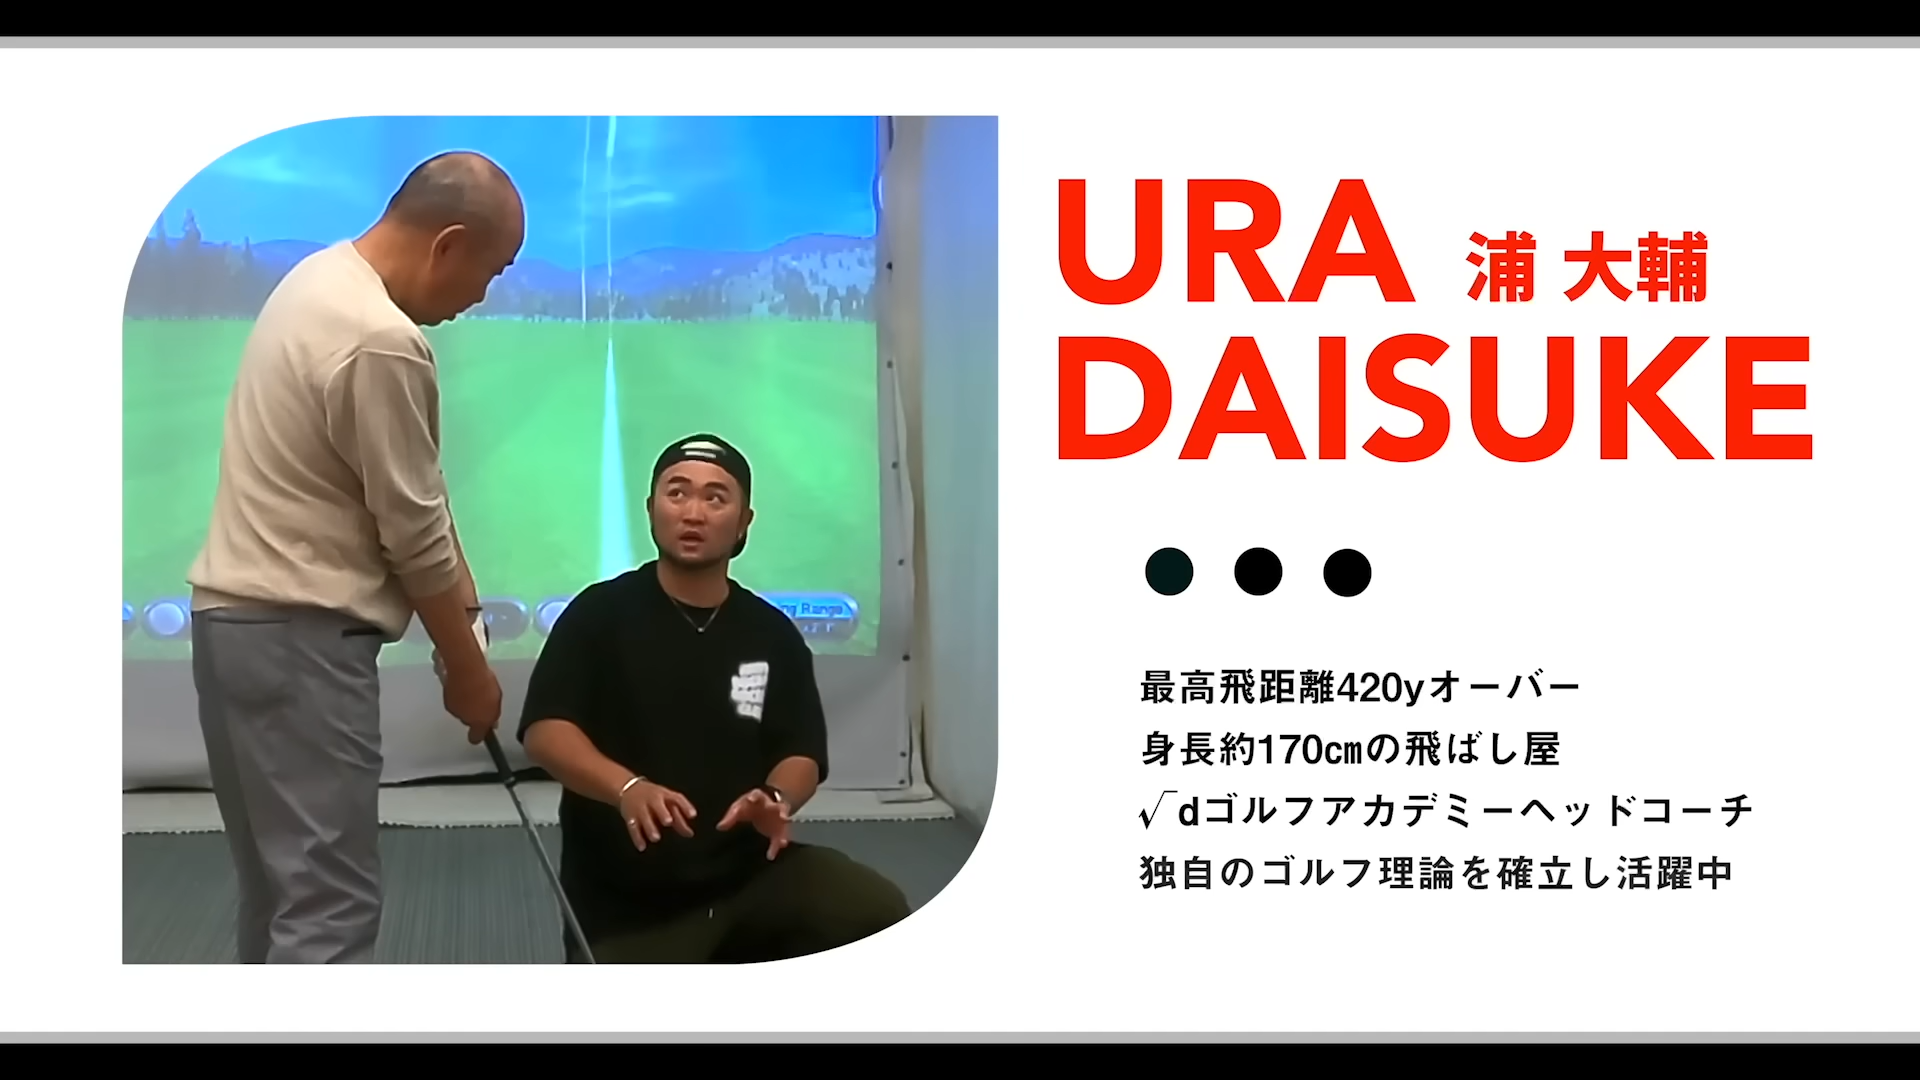 URA 浦 大輔
DAISUKE
最高飛距離420yオーバー
身長約170㎝の飛ばし屋
√dゴルフアカデミーヘッドコーチ
独自のゴルフ理論を確立し活躍中